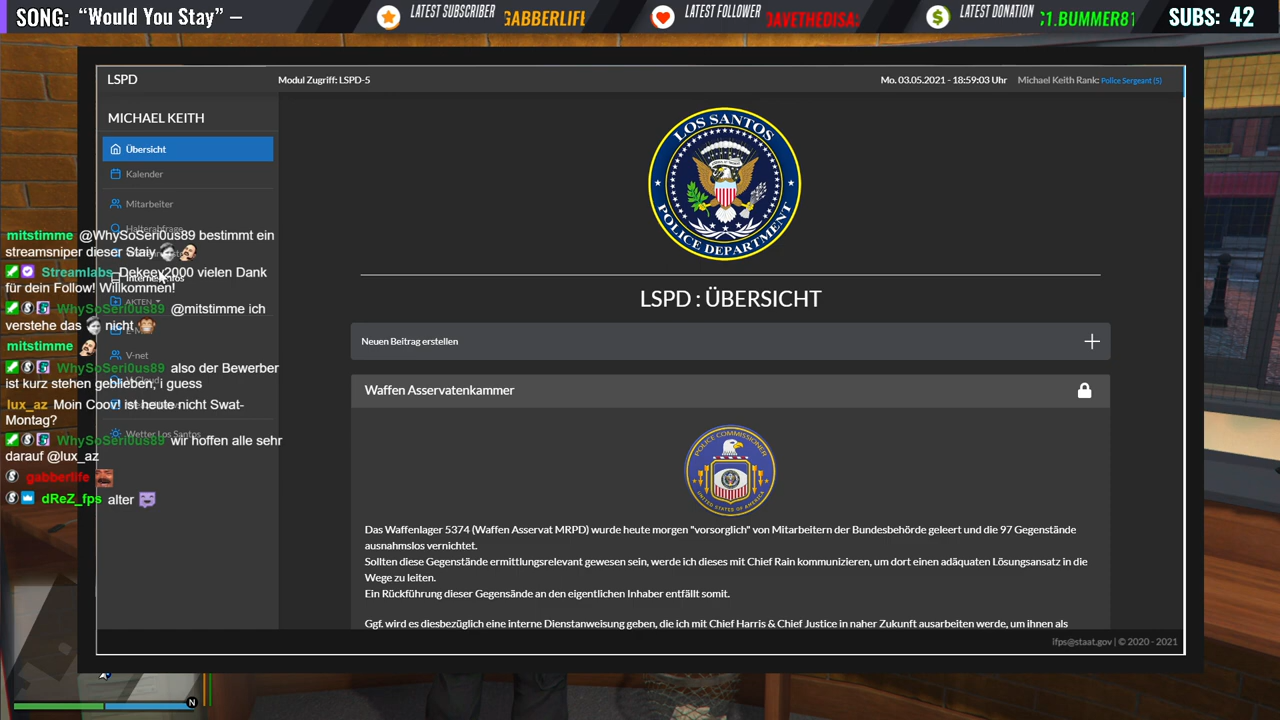 SONG: “Would You Stay” –
LATEST SUBSCRIBER
GABBERLIFE
LATEST FOLLOWER
LATEST DONATION
C1.BUMMER81
SUBS: 42
LSPD
Modul Zugriff: LSPD-5
Mo. 03.05.2021 - 18:59:03 Uhr
Michael Keith Rank: Police Sergeant (5)
MICHAEL KEITH
Übersicht
Kalender
Mitarbeiter
AKTEN
V-net
Wetter Los Santos
mitstimme @WhySoSeri0us89 bestimmt ein
streamsniper dieser Staiy
Streamlabs Dekeex2000 vielen Dank
für dein Follow! Willkommen!
WhySoSeri0us89 @mitstimme ich
verstehe das nicht
mitstimme
WhySoSeri0us89 also der Bewerber
ist kurz stehen geblieben, i guess
lux_az Moin Coov! ist heute nicht Swat-
Montag?
WhySoSeri0us89 wir hoffen alle sehr
darauf @lux_az
gabberlife
dReZ_fps alter
LOS SANTOS
POLICE DEPARTMENT
LSPD : ÜBERSICHT
Neuen Beitrag erstellen
Waffen Asservatenkammer
POLICE COMMISSIONER
UNITED STATES OF AMERICA
Das Waffenlager 5374 (Waffen Asservat MRPD) wurde heute morgen "vorsorglich" von Mitarbeitern der Bundesbehörde geleert und die 97 Gegenstände
ausnahmslos vernichtet.
Sollten diese Gegenstände ermittlungsrelevant gewesen sein, werde ich dieses mit Chief Rain kommunizieren, um dort einen adäquaten Lösungsansatz in die
Wege zu leiten.
Ein Rückführung dieser Gegensände an den eigentlichen Inhaber entfällt somit.
Ggf. wird es diesbezüglich eine interne Dienstanweisung geben, die ich mit Chief Harris & Chief Justice in naher Zukunft ausarbeiten werde, um ihnen als
ifps@staat.gov | © 2020 - 2021
N